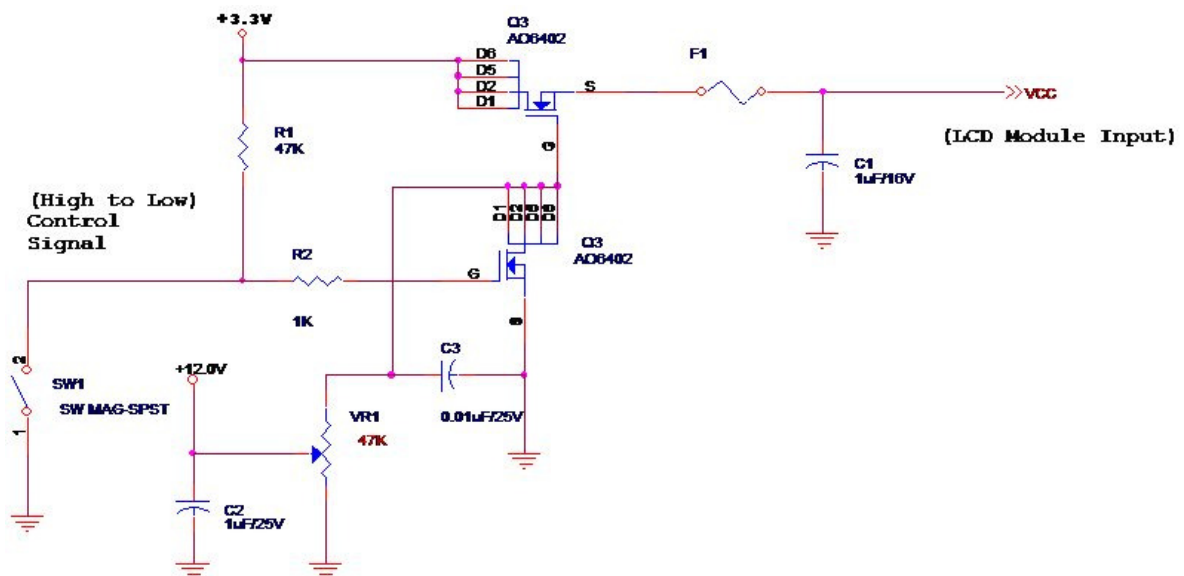 +3.3V
Q3
AO6402
D6
D5
D2
D1
S
F1
VCC
(LCD Module Input)
R1
47K
G
C1
1uF/16V
(High to Low)
Control
Signal
D1
D2
Q3
AO6402
R2
G
1K
S
2
+12.0V
C3
SW1
SW MAG-SPST
VR1
0.01uF/25V
47K
1
C2
1uF/25V